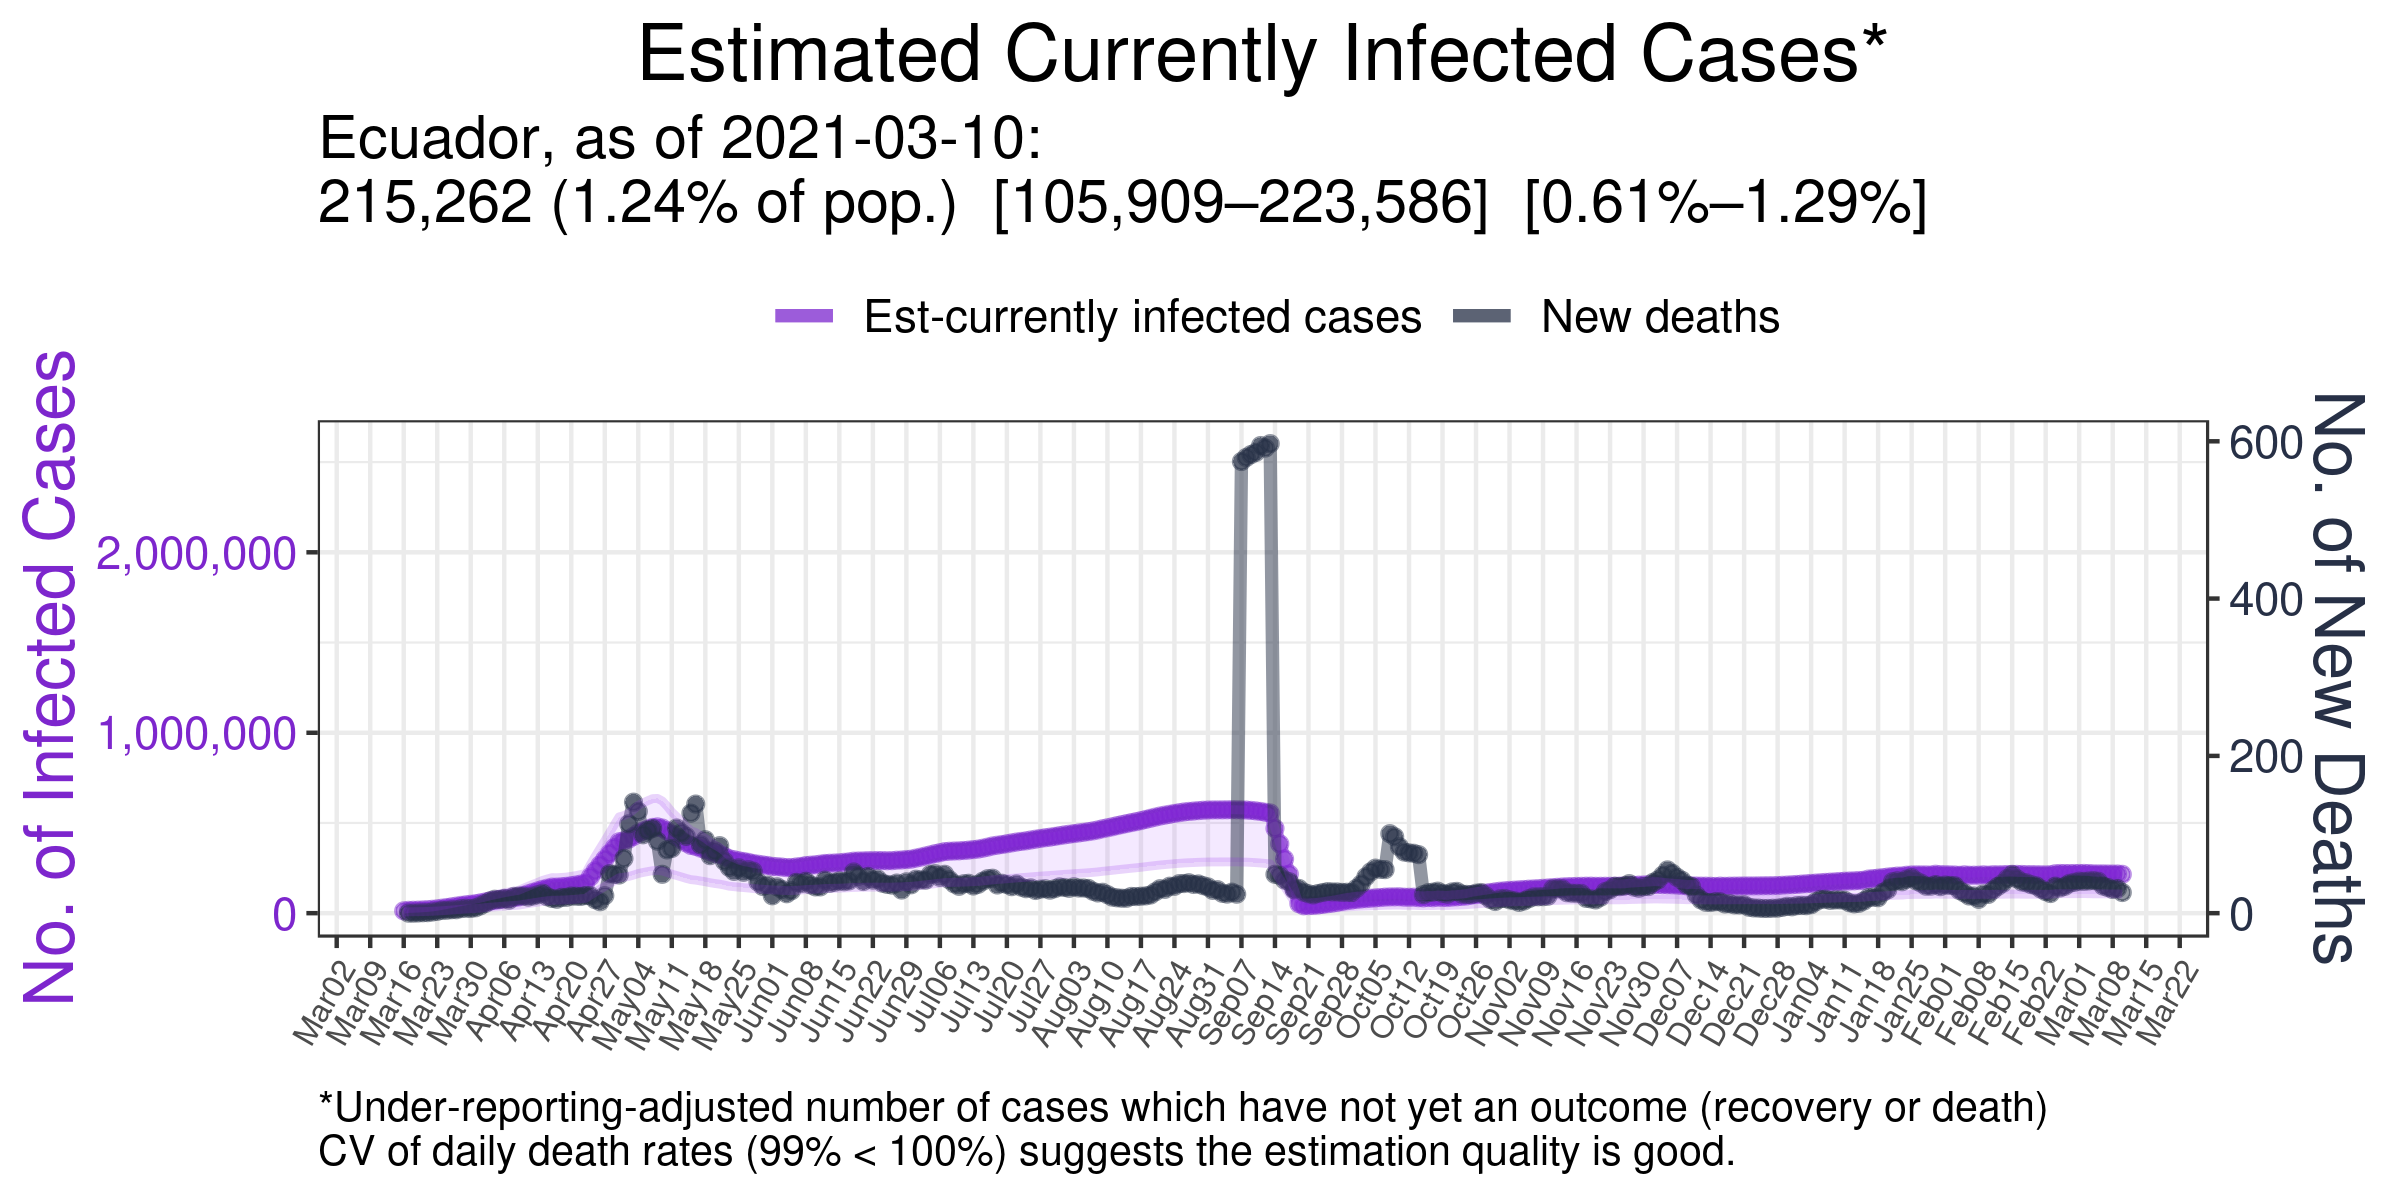 Estimated Currently Infected Cases*
Ecuador, as of 2021-03-10:
215,262 (1.24% of pop.)  [105,909–223,586]  [0.61%–1.29%]
Est-currently infected cases
New deaths
No. of Infected Cases
2,000,000
1,000,000
0
600
400
200
0
No. of New Deaths
Mar02
Mar09
Mar16
Mar23
Mar30
Apr06
Apr13
Apr20
Apr27
May04
May11
May18
May25
Jun01
Jun08
Jun15
Jun22
Jun29
Jul06
Jul13
Jul20
Jul27
Aug03
Aug10
Aug17
Aug24
Aug31
Sep07
Sep14
Sep21
Sep28
Oct05
Oct12
Oct19
Oct26
Nov02
Nov09
Nov16
Nov23
Nov30
Dec07
Dec14
Dec21
Dec28
Jan04
Jan11
Jan18
Jan25
Feb01
Feb08
Feb15
Feb22
Mar01
Mar08
Mar15
Mar22
*Under-reporting-adjusted number of cases which have not yet an outcome (recovery or death)
CV of daily death rates (99% < 100%) suggests the estimation quality is good.